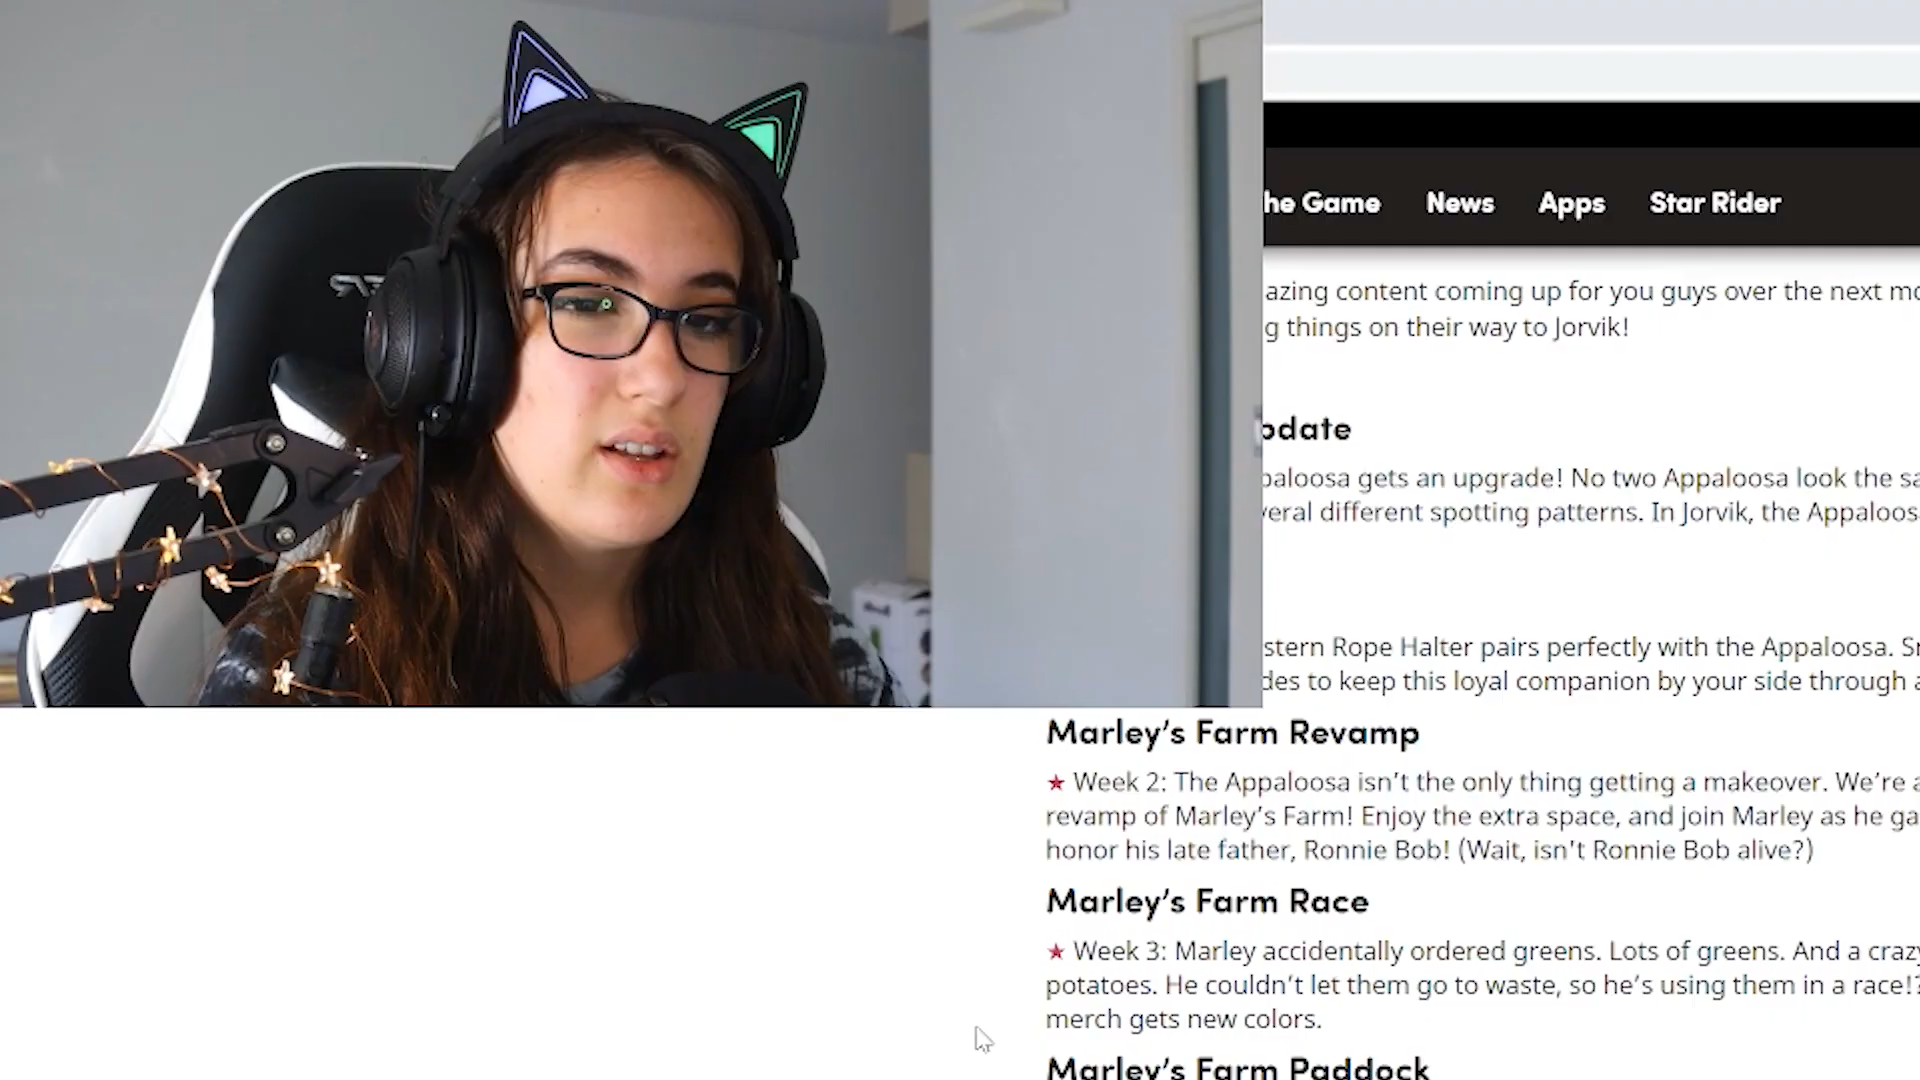 he Game News Apps Star Rider
azing content coming up for you guys over the next
g things on their way to Jorvik!
pdate
paloosa gets an upgrade! No two Appaloosa look the
veral different spotting patterns. In Jorvik, the Appaloos
stern Rope Halter pairs perfectly with the Appaloosa.
des to keep this loyal companion by your side through
Marley’s Farm Revamp
★ Week 2: The Appaloosa isn’t the only thing getting a makeover. We’re
revamp of Marley’s Farm! Enjoy the extra space, and join Marley as he
honor his late father, Ronnie Bob! (Wait, isn't Ronnie Bob alive?)
Marley’s Farm Race
★ Week 3: Marley accidentally ordered greens. Lots of greens. And a crazy
potatoes. He couldn’t let them go to waste, so he’s using them in a race!?
merch gets new colors.
Marley’s Farm Paddock